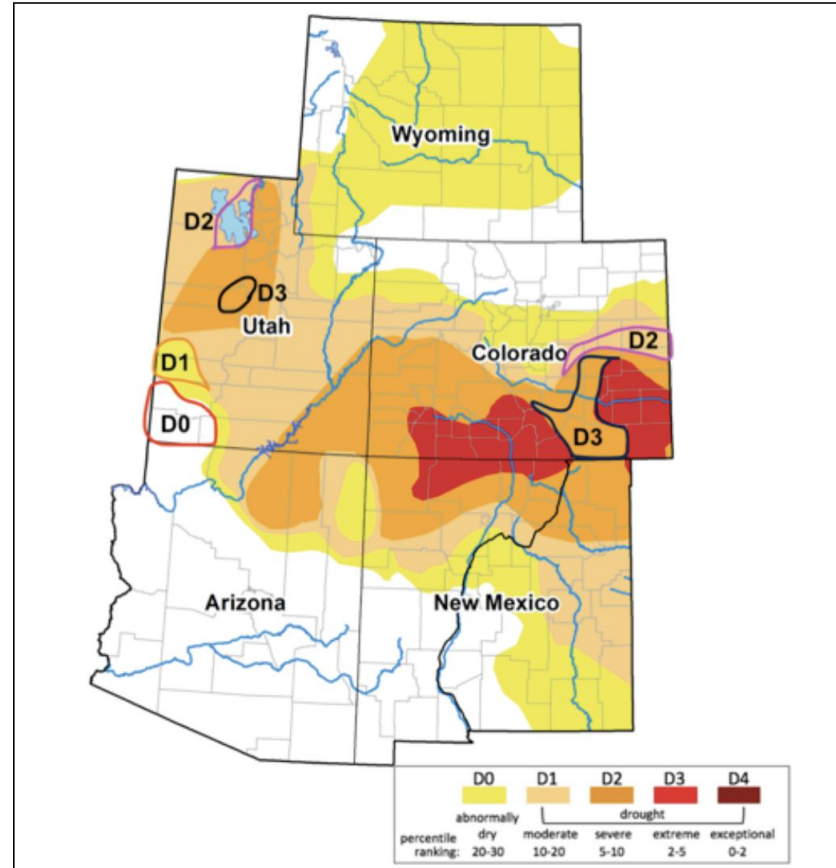 Wyoming
D2
D3
Utah
D2
Colorado
D1
D0
D3
Arizona
New Mexico
D0 D1 D2 D3 D4
drought
abnormally
dry moderate severe extreme exceptional
percentile
ranking: 20-30 10-20 5-10 2-5 0-2